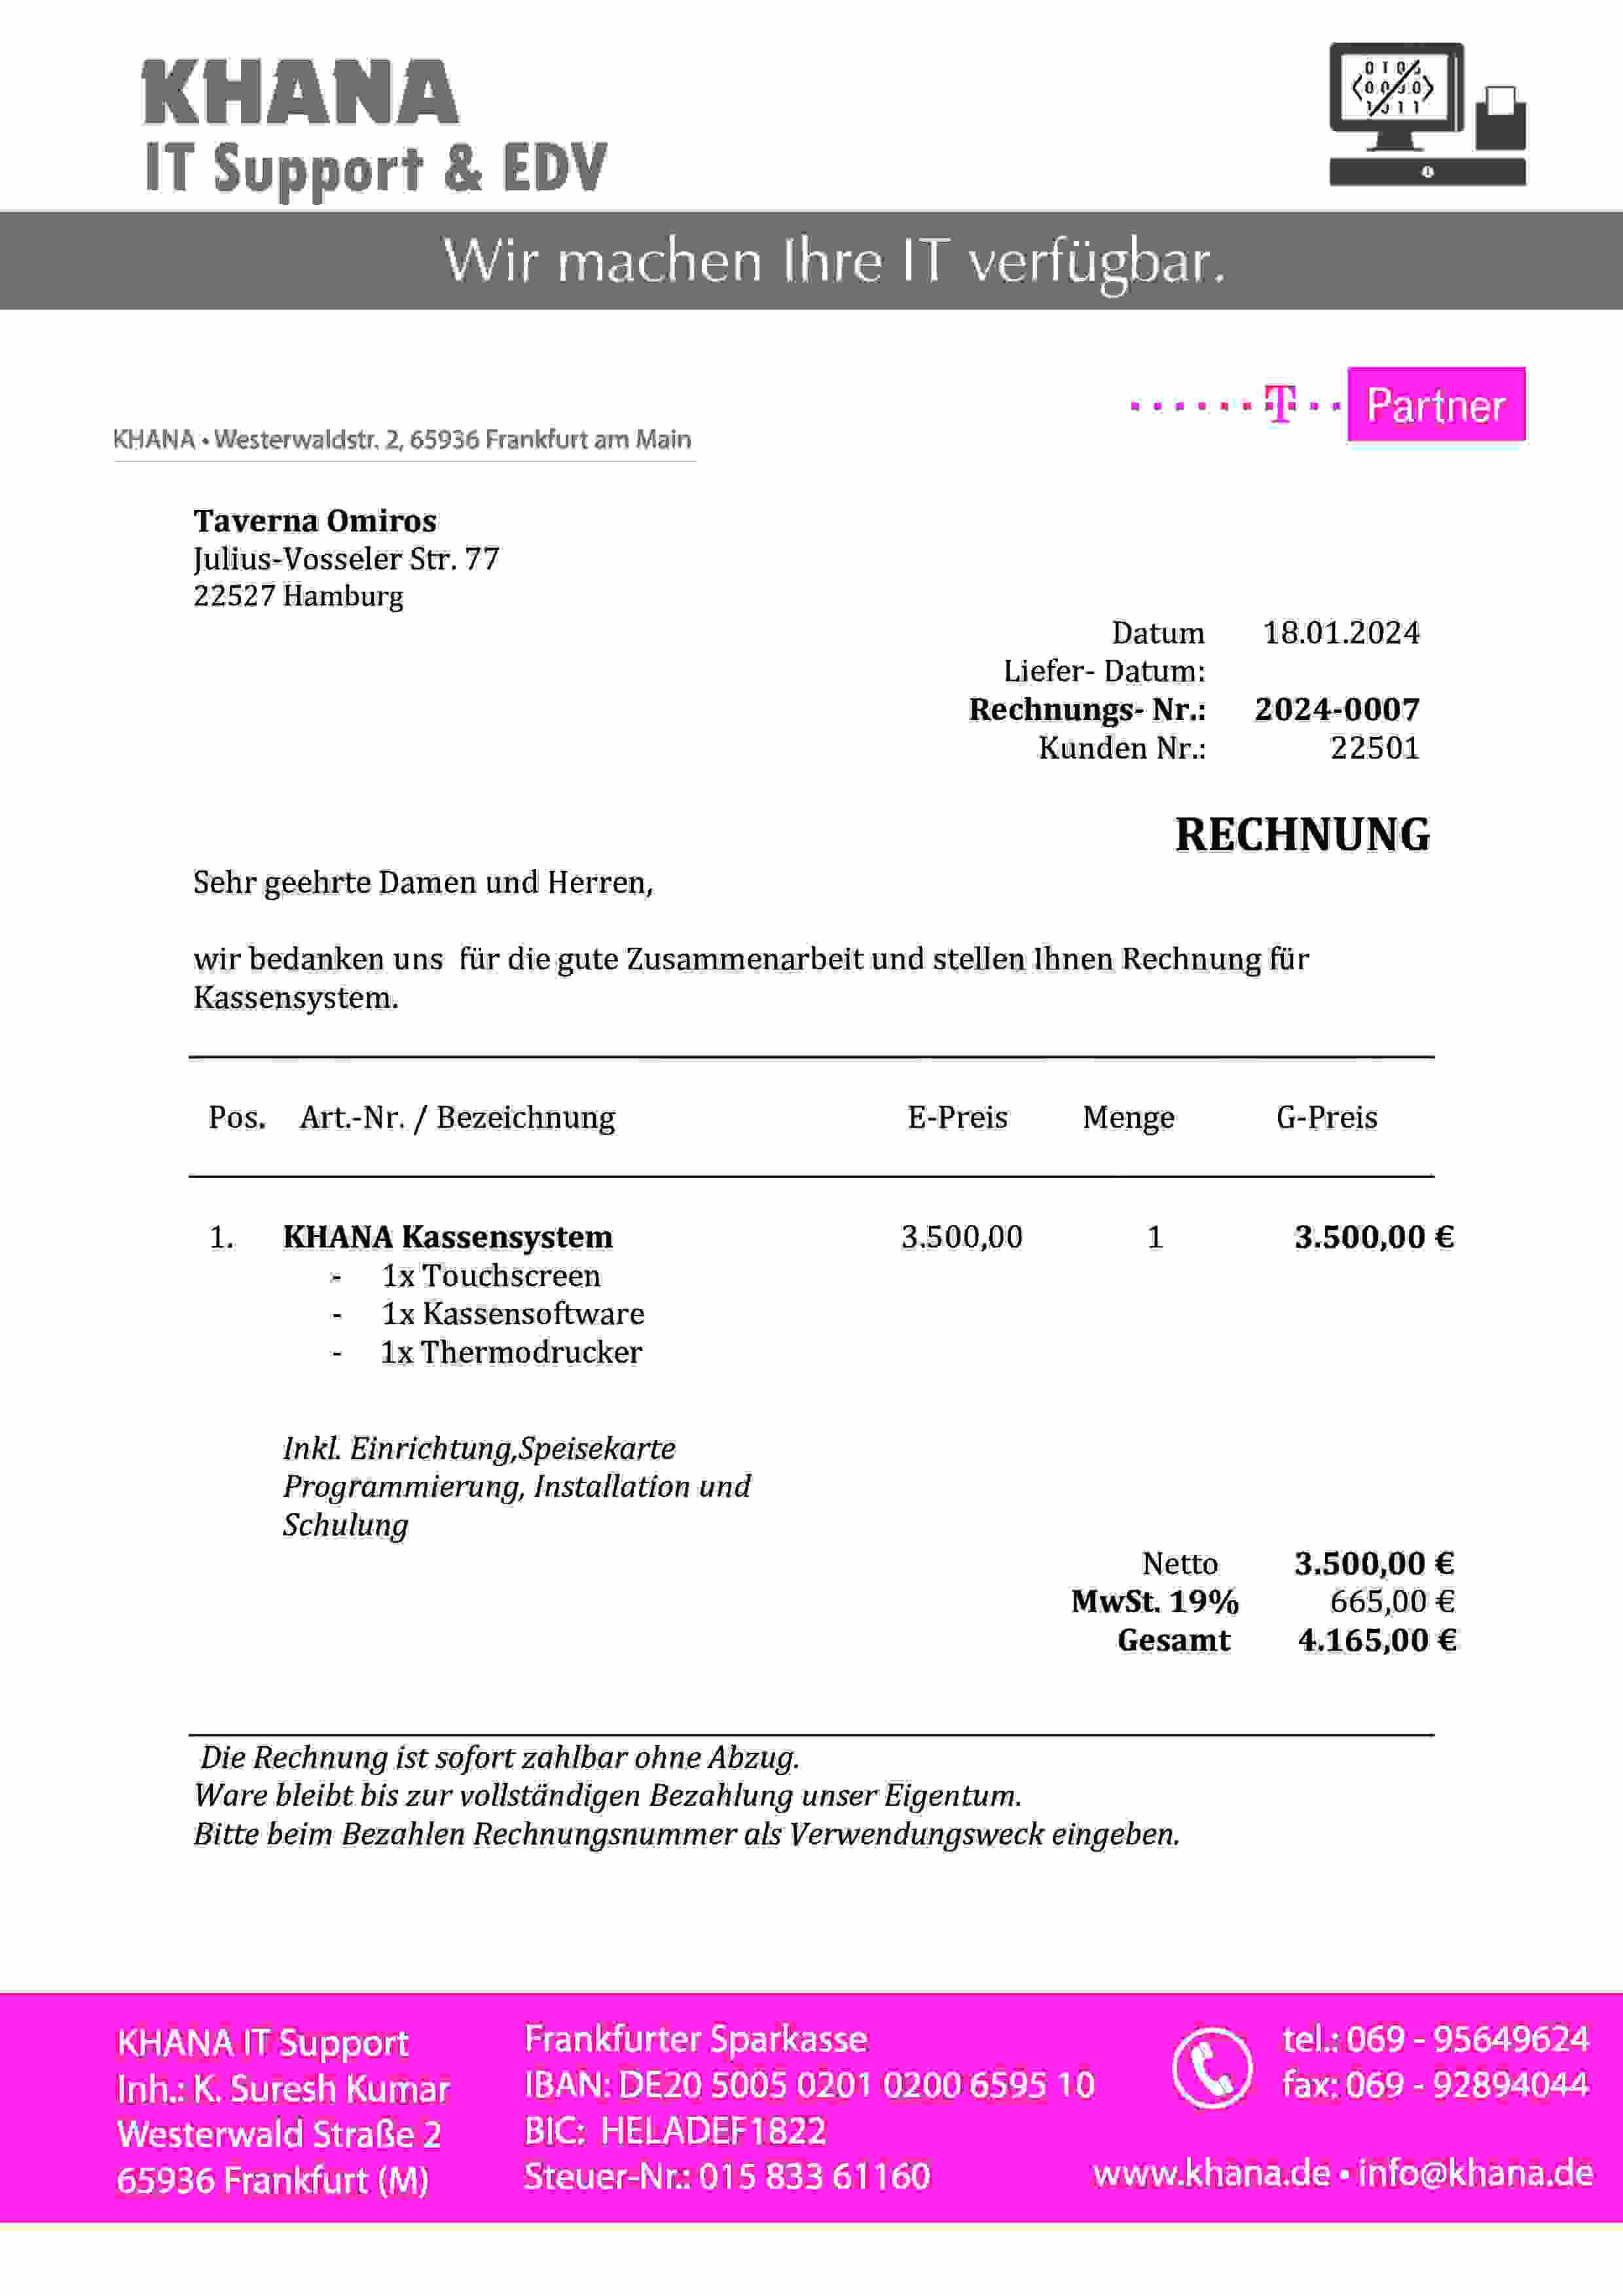 KHANA
IT Support & EDV
Wir machen Ihre IT verfügbar.
T Partner
KHANA • Westerwaldstr. 2, 65936 Frankfurt am Main
Taverna Omiros
Julius-Vosseler Str. 77
22527 Hamburg
Datum 18.01.2024
Liefer- Datum:
Rechnungs- Nr.: 2024-0007
Kunden Nr.: 22501
RECHNUNG
Sehr geehrte Damen und Herren,
wir bedanken uns für die gute Zusammenarbeit und stellen Ihnen Rechnung für
Kassensystem.
Pos. Art.-Nr. / Bezeichnung E-Preis Menge G-Preis
1. KHANA Kassensystem 3.500,00 1 3.500,00 €
- 1x Touchscreen
- 1x Kassensoftware
- 1x Thermodrucker
Inkl. Einrichtung,Speisekarte
Programmierung, Installation und
Schulung
Netto 3.500,00 €
MwSt. 19% 665,00 €
Gesamt 4.165,00 €
Die Rechnung ist sofort zahlbar ohne Abzug.
Ware bleibt bis zur vollständigen Bezahlung unser Eigentum.
Bitte beim Bezahlen Rechnungsnummer als Verwendungsweck eingeben.
KHANA IT Support
Inh.: K. Suresh Kumar
Westerwald Straße 2
65936 Frankfurt (M)
Frankfurter Sparkasse
IBAN: DE20 5005 0201 0200 6595 10
BIC: HELADEF1822
Steuer-Nr.: 015 833 61160
tel.: 069 - 95649624
fax: 069 - 92894044
www.khana.de • info@khana.de